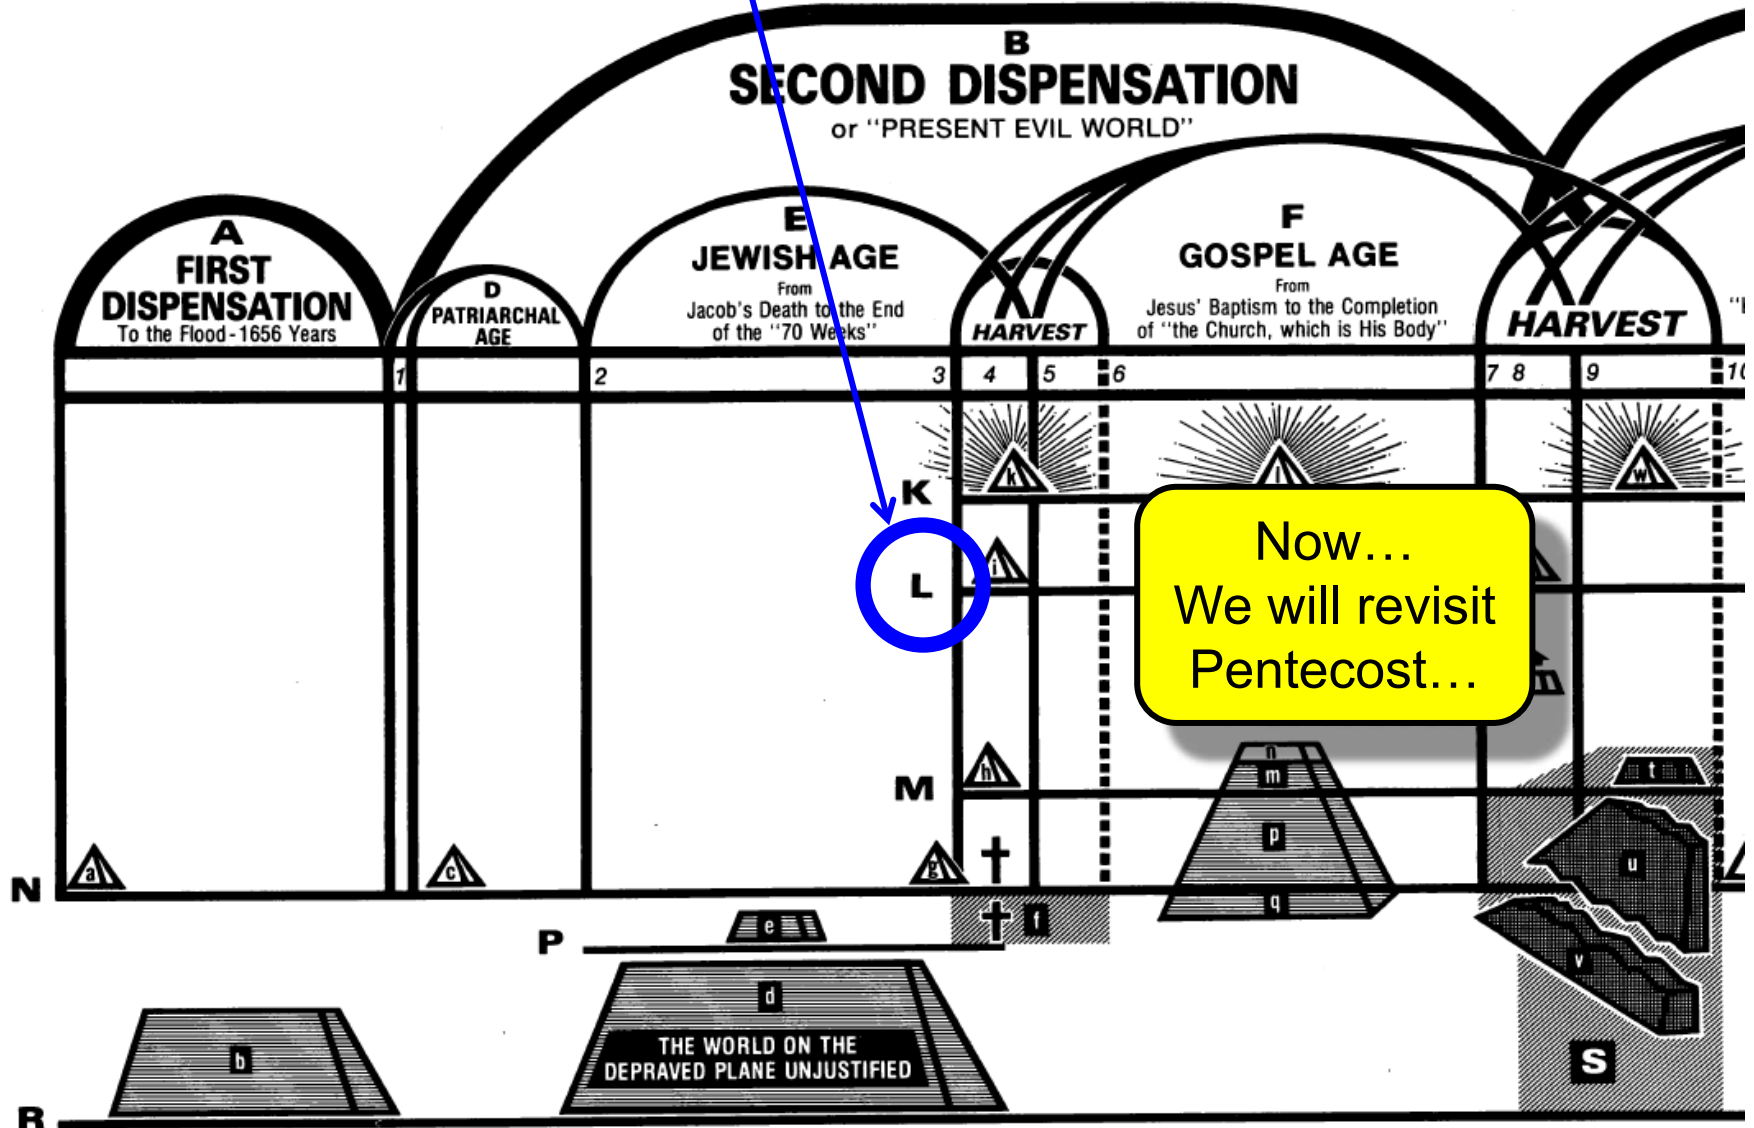 B
SECOND DISPENSATION
or "PRESENT EVIL WORLD"
A
FIRST
DISPENSATION
To the Flood-1656 Years
D
PATRIARCHAL
AGE
E
JEWISH AGE
From
Jacob's Death to the End
of the "70 Weeks"
HARVEST
F
GOSPEL AGE
From
Jesus' Baptism to the Completion
of "the Church, which is His Body"
HARVEST
1 2 3 4 5 6 7 8 9 10
k
l
w
K
i
L
Now…
We will revisit
Pentecost…
m
h
M
n
m
t
p
u
a
c
g
N
q
e
f
P
v
d
THE WORLD ON THE
DEPRAVED PLANE UNJUSTIFIED
b
S
R